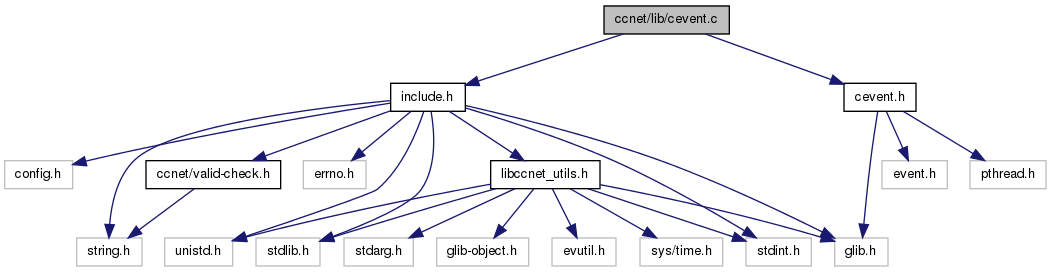 ccnet/lib/cevent.c
include.h
cevent.h
config.h
ccnet/valid-check.h
errno.h
libccnet_utils.h
event.h
pthread.h
string.h
unistd.h
stdlib.h
stdarg.h
glib-object.h
evutil.h
sys/time.h
stdint.h
glib.h